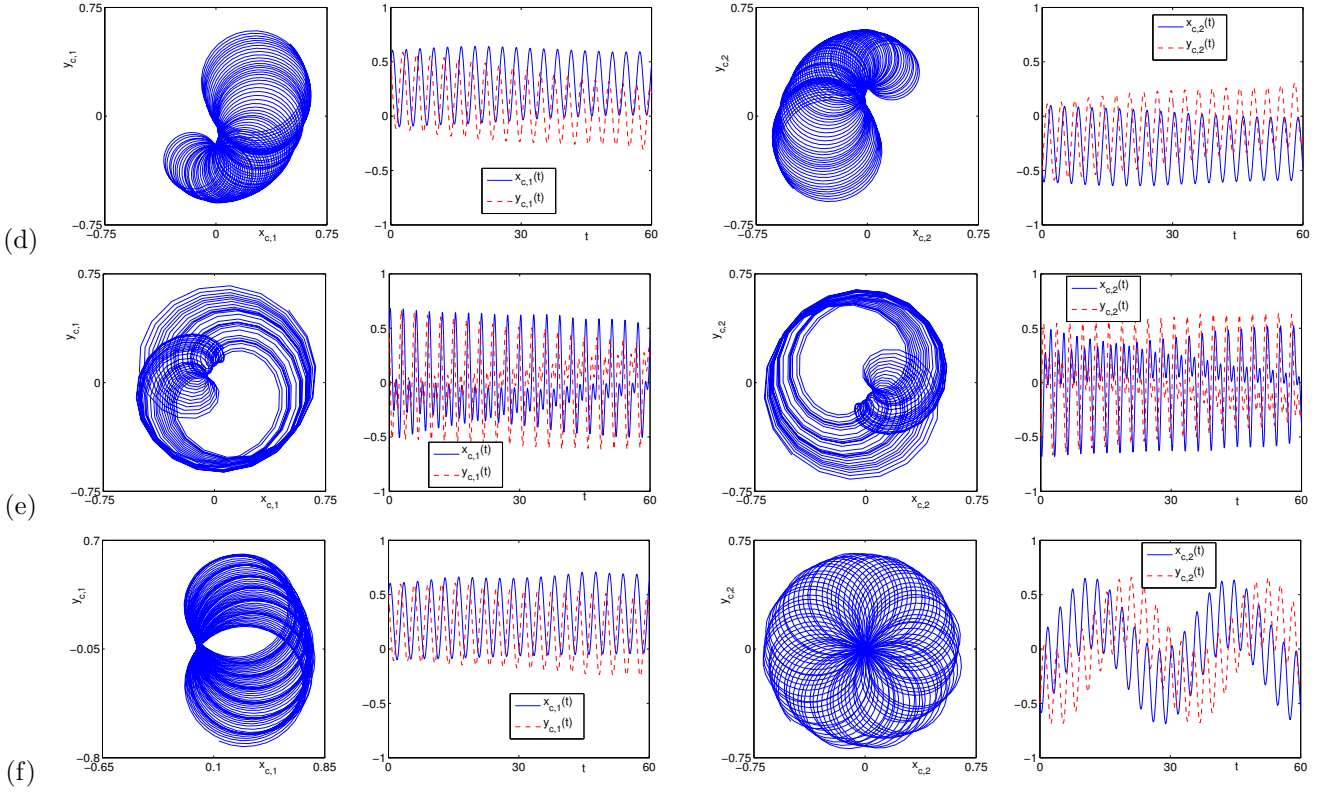 (d)
0.75
0
−0.75
−0.75 0 0.75
y_c,1
x_c,1
1
0.5
0
−0.5
−1
0 30 t 60
x_c,1(t)
y_c,1(t)
0.75
0
−0.75
−0.75 0 0.75
y_c,2
x_c,2
1
0.5
0
−0.5
−1
0 30 t 60
x_c,2(t)
y_c,2(t)
(e)
0.75
0
−0.75
−0.75 0 0.75
y_c,1
x_c,1
1
0.5
0
−0.5
−1
0 30 t 60
x_c,1(t)
y_c,1(t)
0.75
0
−0.75
−0.75 0 0.75
y_c,2
x_c,2
1
0.5
0
−0.5
−1
0 30 t 60
x_c,2(t)
y_c,2(t)
(f)
0.7
−0.05
−0.8
−0.65 0.1 0.85
y_c,1
x_c,1
1
0.5
0
−0.5
−1
0 30 t 60
x_c,1(t)
y_c,1(t)
0.75
0
−0.75
−0.75 0 0.75
y_c,2
x_c,2
1
0.5
0
−0.5
−1
0 30 t 60
x_c,2(t)
y_c,2(t)